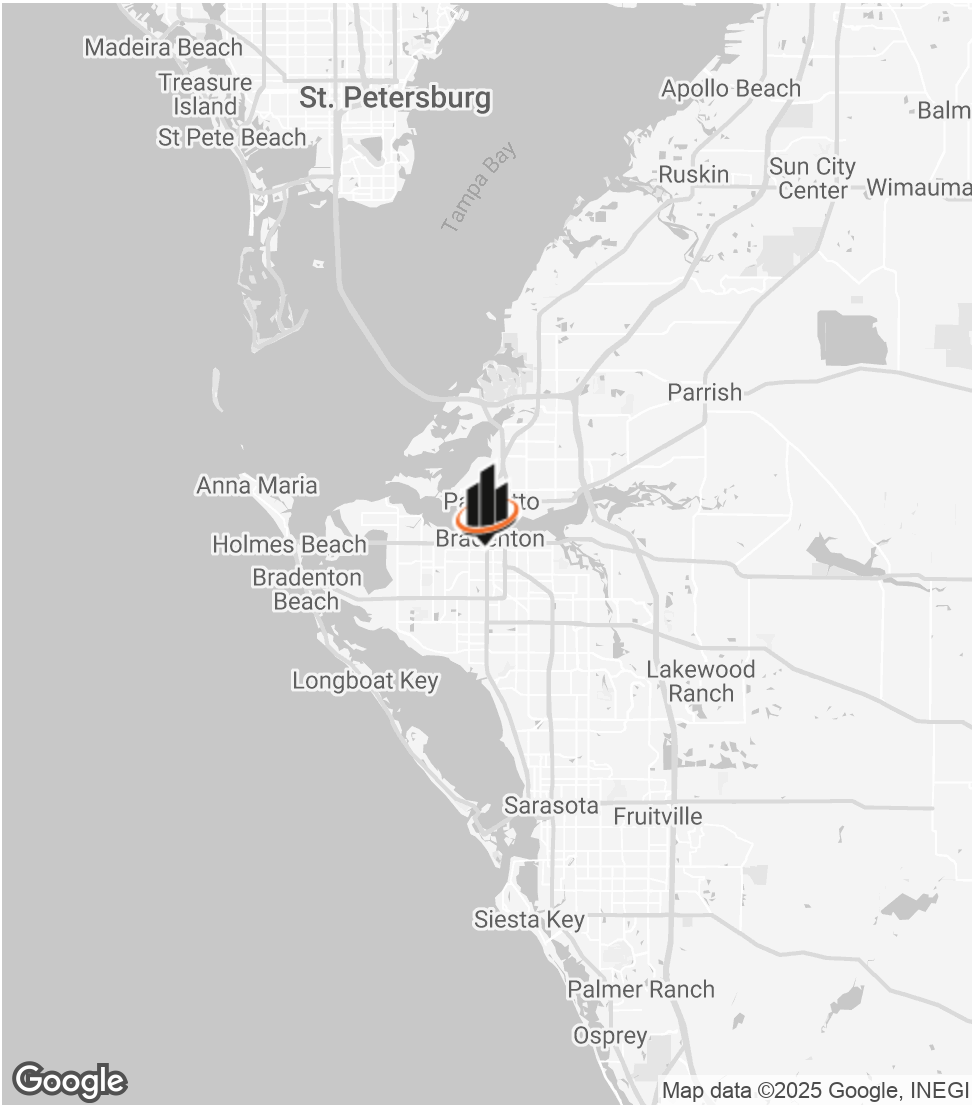 Madeira Beach
Treasure
Island
St. Petersburg
St Pete Beach
Apollo Beach
Balm
Tampa Bay
Ruskin
Sun City
Center
Wimauma
Parrish
Anna Maria
Holmes Beach
Bradenton
Bradenton
Beach
Longboat Key
Lakewood
Ranch
Sarasota
Fruitville
Siesta Key
Palmer Ranch
Osprey
Google
Map data ©2025 Google, INEGI